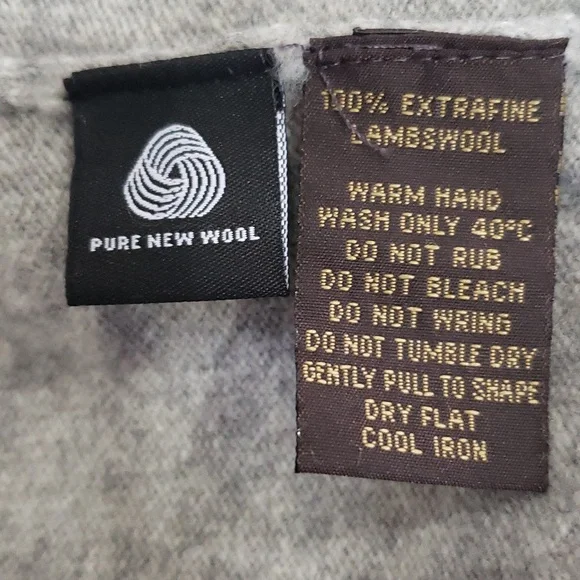 PURE NEW WOOL
100% EXTRAFINE
LAMBSWOOL
WARM HAND
WASH ONLY 40°C
DO NOT RUB
DO NOT BLEACH
DO NOT WRING
DO NOT TUMBLE DRY
GENTLY PULL TO SHAPE
DRY FLAT
COOL IRON